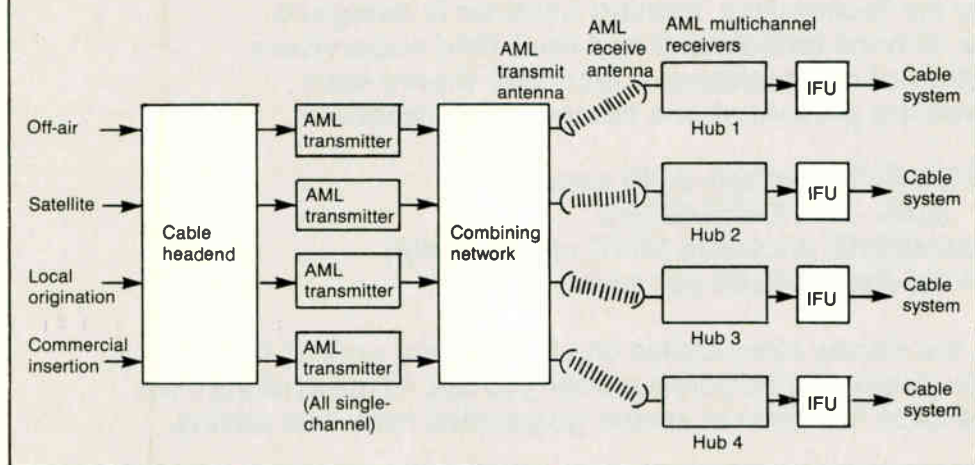 AML
transmit
antenna
AML
receive
antenna
AML multichannel
receivers
Off-air
Satellite
Local
origination
Commercial
insertion
Cable
headend
AML
transmitter
AML
transmitter
AML
transmitter
AML
transmitter
(All single-
channel)
Combining
network
Hub 1
IFU
Cable
system
Hub 2
IFU
Cable
system
Hub 3
IFU
Cable
system
Hub 4
IFU
Cable
system